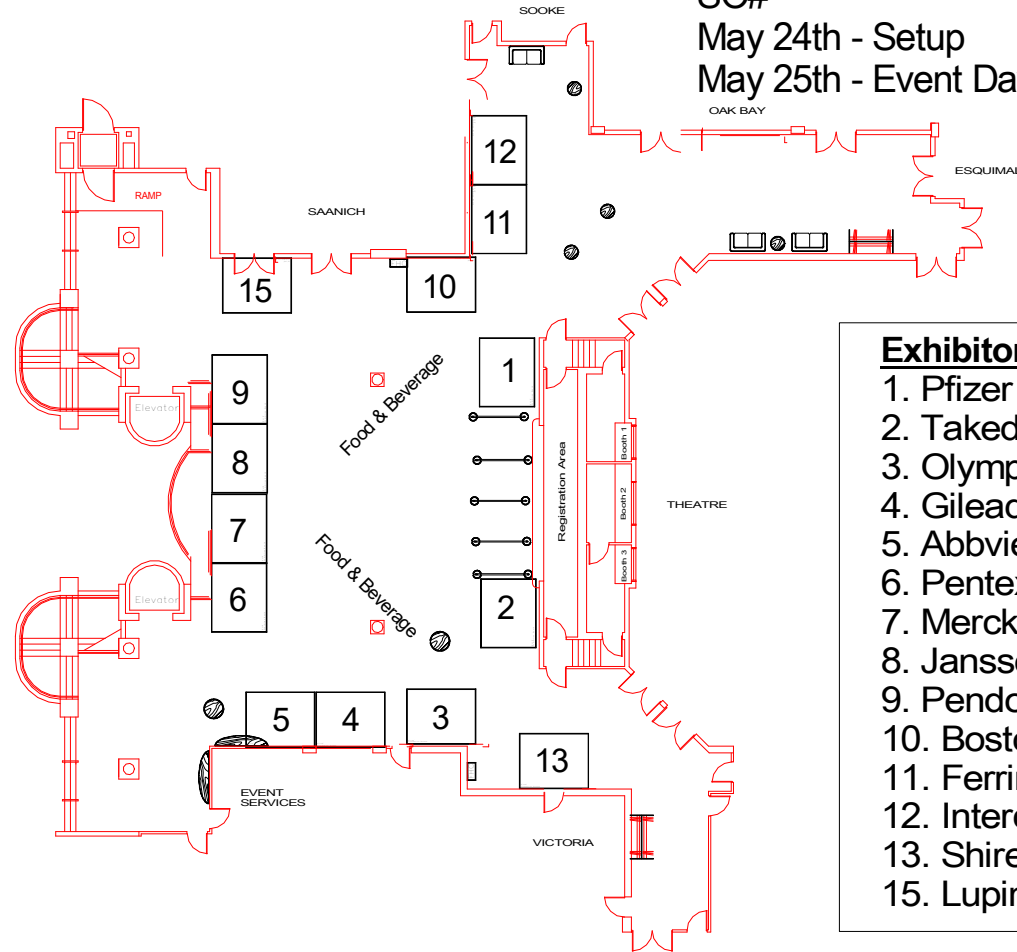 SOOKE
May 24th - Setup
May 25th - Event Da
OAK BAY
ESQUIMAL
RAMP
SAANICH
12
11
15
10
1
9
8
7
6
Elevator
Elevator
Food & Beverage
Food & Beverage
Registration Area
Booth 1
Booth 2
Booth 3
THEATRE
2
5
4
3
13
EVENT
SERVICES
VICTORIA
Exhibitor
1. Pfizer
2. Taked
3. Olymp
4. Gilead
5. Abbvie
6. Pentex
7. Merck
8. Jansse
9. Pendo
10. Bosto
11. Ferrin
12. Interc
13. Shire
15. Lupin